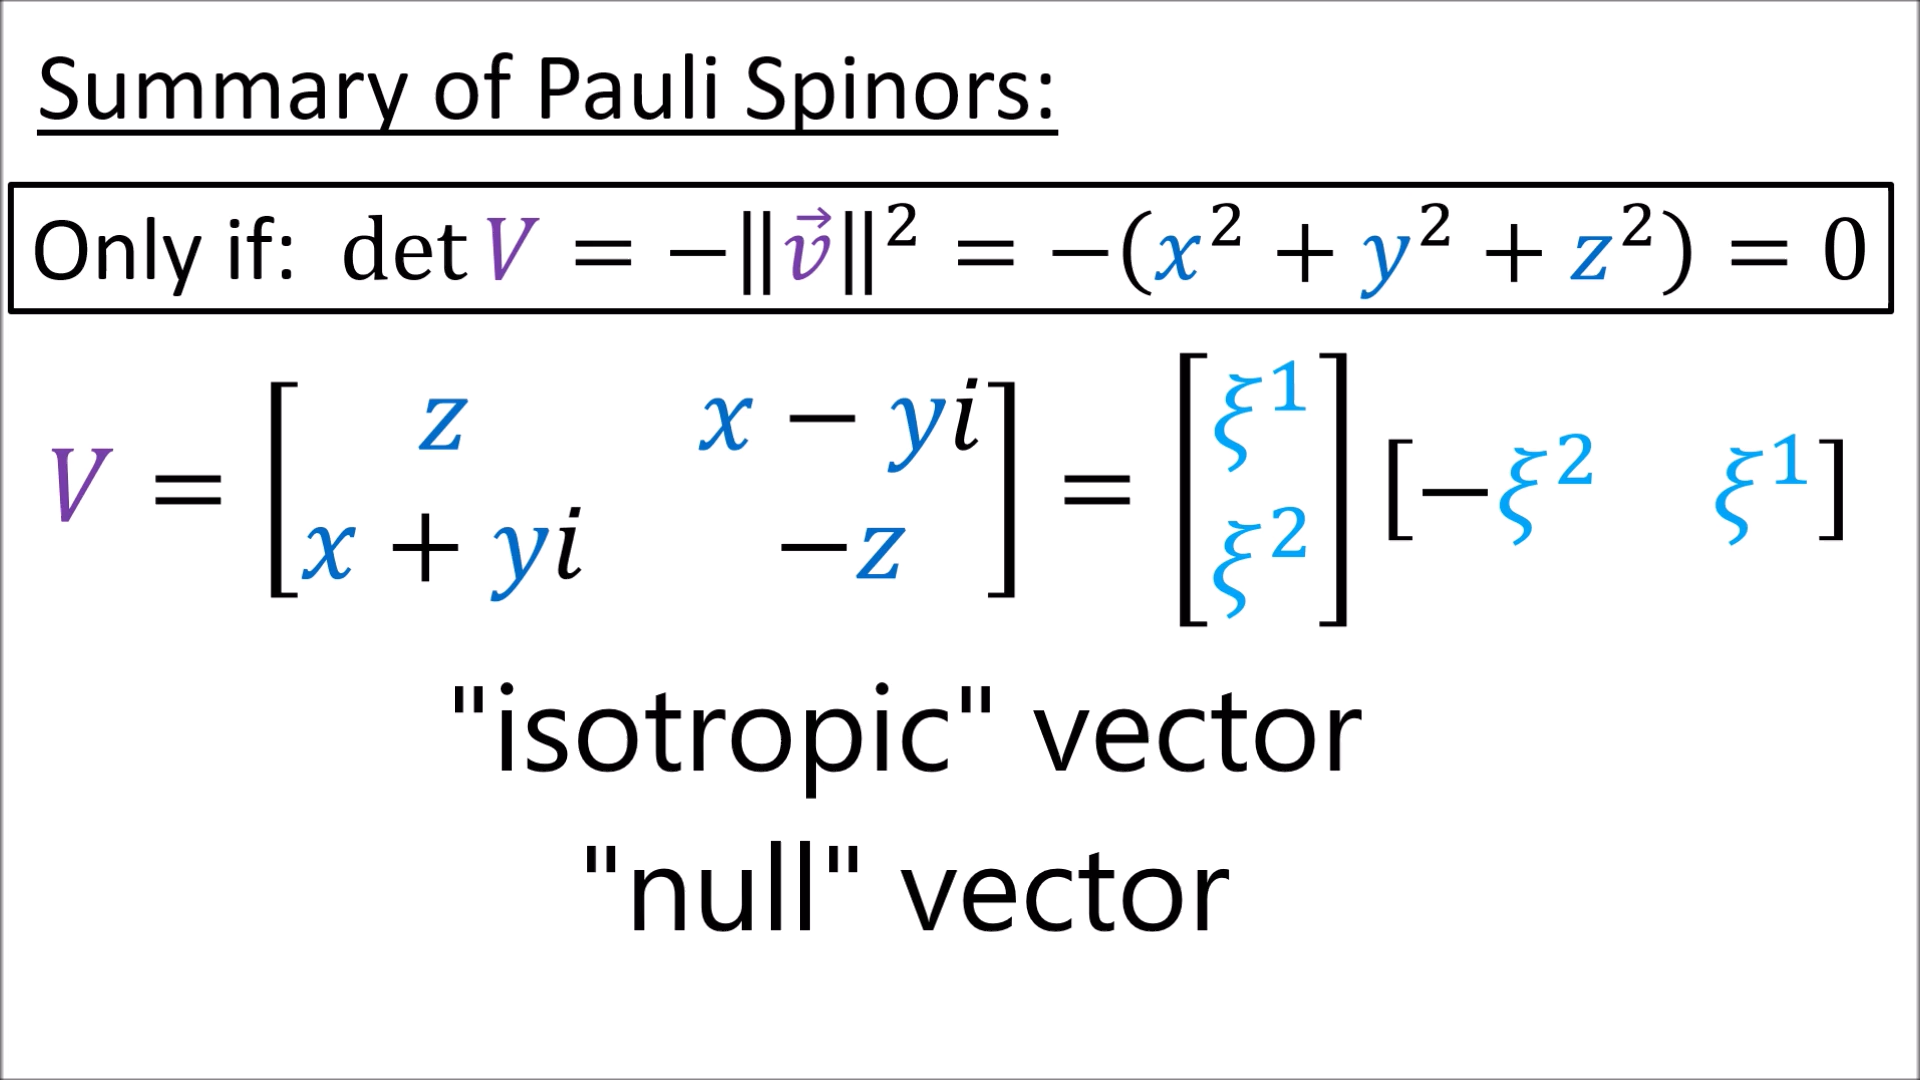 Summary of Pauli Spinors:
Only if: det V = −‖v⃗‖² = −(x² + y² + z²) = 0
V = [z x − yi; x + yi −z] = [ξ¹; ξ²] [−ξ² ξ¹]
"isotropic" vector
"null" vector